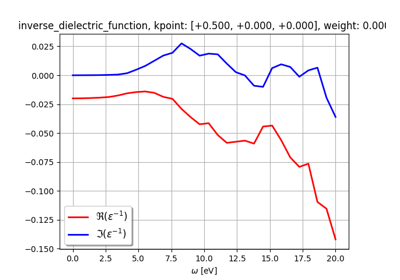 inverse_dielectric_function, kpoint: [+0.500, +0.000, +0.000], weight: 0.000
0.025
0.000
−0.025
−0.050
−0.075
−0.100
−0.125
−0.150
ℜ(ε⁻¹)
ℑ(ε⁻¹)
0.0 2.5 5.0 7.5 10.0 12.5 15.0 17.5 20.0
ω [eV]